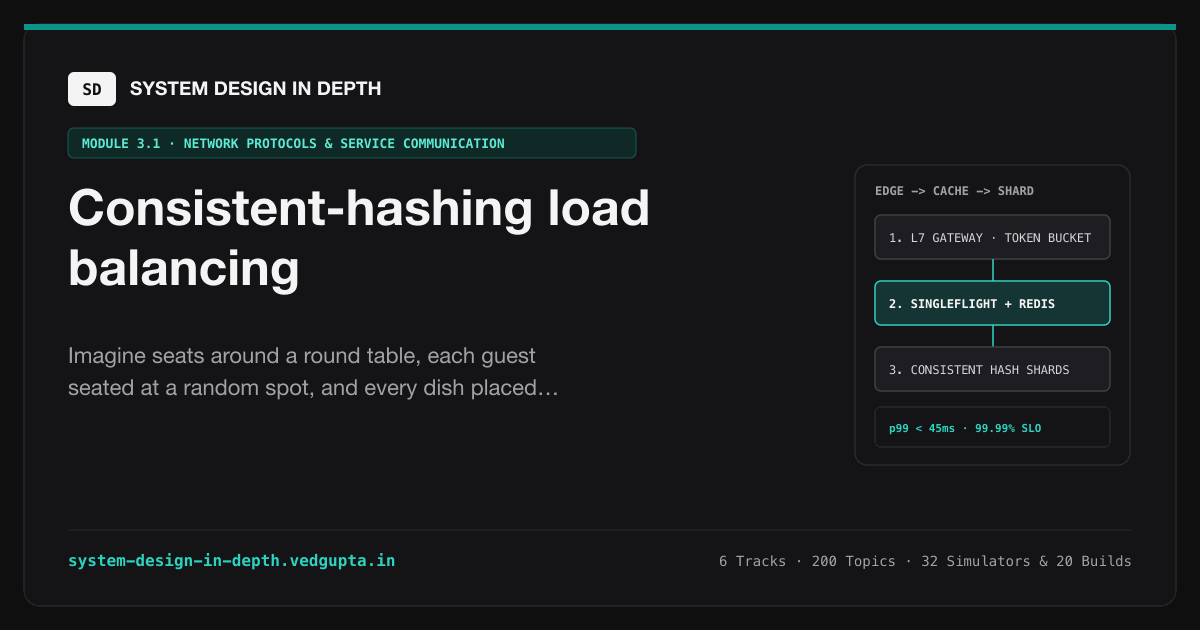 SD
SYSTEM DESIGN IN DEPTH
MODULE 3.1 · NETWORK PROTOCOLS & SERVICE COMMUNICATION
Consistent-hashing load
balancing
Imagine seats around a round table, each guest
seated at a random spot, and every dish placed…
EDGE —> CACHE —> SHARD
1. L7 GATEWAY · TOKEN BUCKET
2. SINGLEFLIGHT + REDIS
3. CONSISTENT HASH SHARDS
p99 < 45ms · 99.99% SLO
system-design-in-depth.vedgupta.in
6 Tracks · 200 Topics · 32 Simulators & 20 Builds